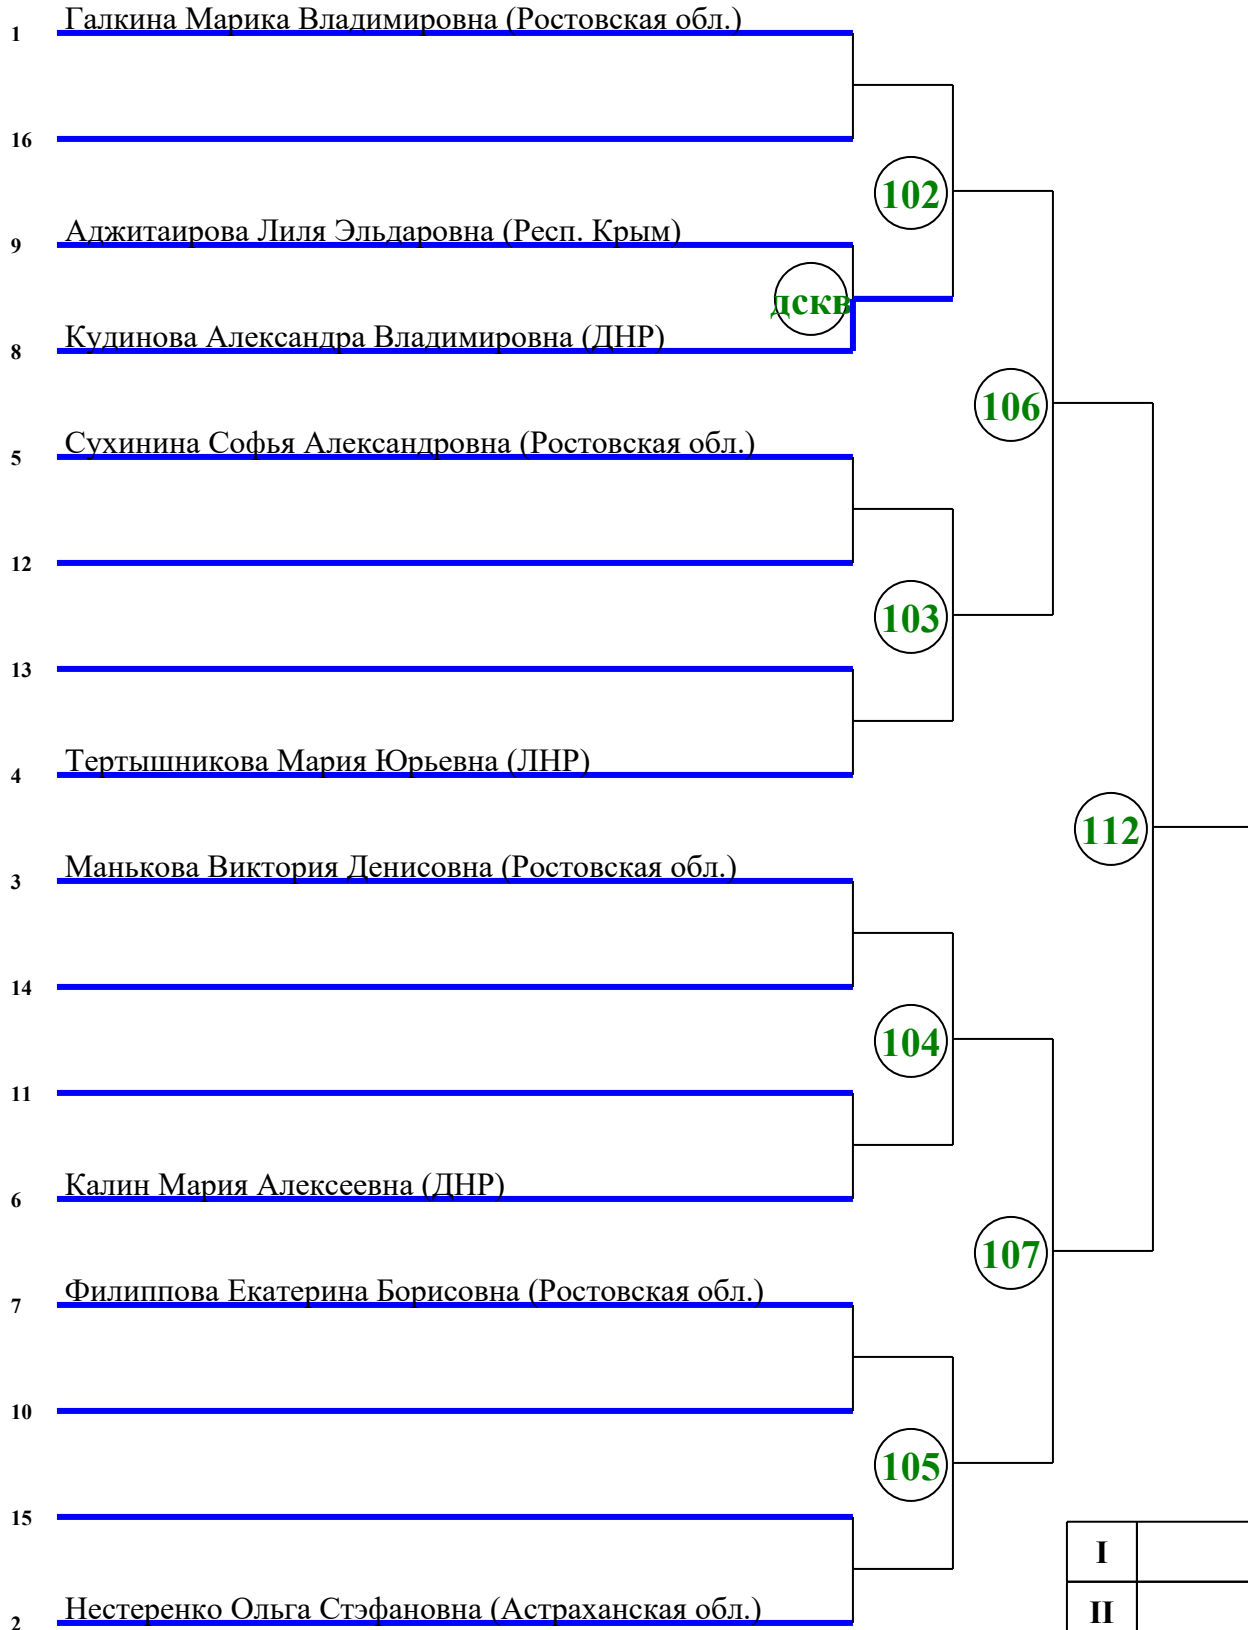 1 Галкина Марика Владимировна (Ростовская обл.)
16
102
9 Аджитаирова Лиля Эльдаровна (Респ. Крым)
дскв
8 Кудинова Александра Владимировна (ДНР)
106
5 Сухинина Софья Александровна (Ростовская обл.)
12
103
13
4 Тертышникова Мария Юрьевна (ЛНР)
112
3 Манькова Виктория Денисовна (Ростовская обл.)
14
104
11
6 Калин Мария Алексеевна (ДНР)
107
7 Филиппова Екатерина Борисовна (Ростовская обл.)
10
105
15
I
2 Нестеренко Ольга Стэфановна (Астраханская обл.)
II